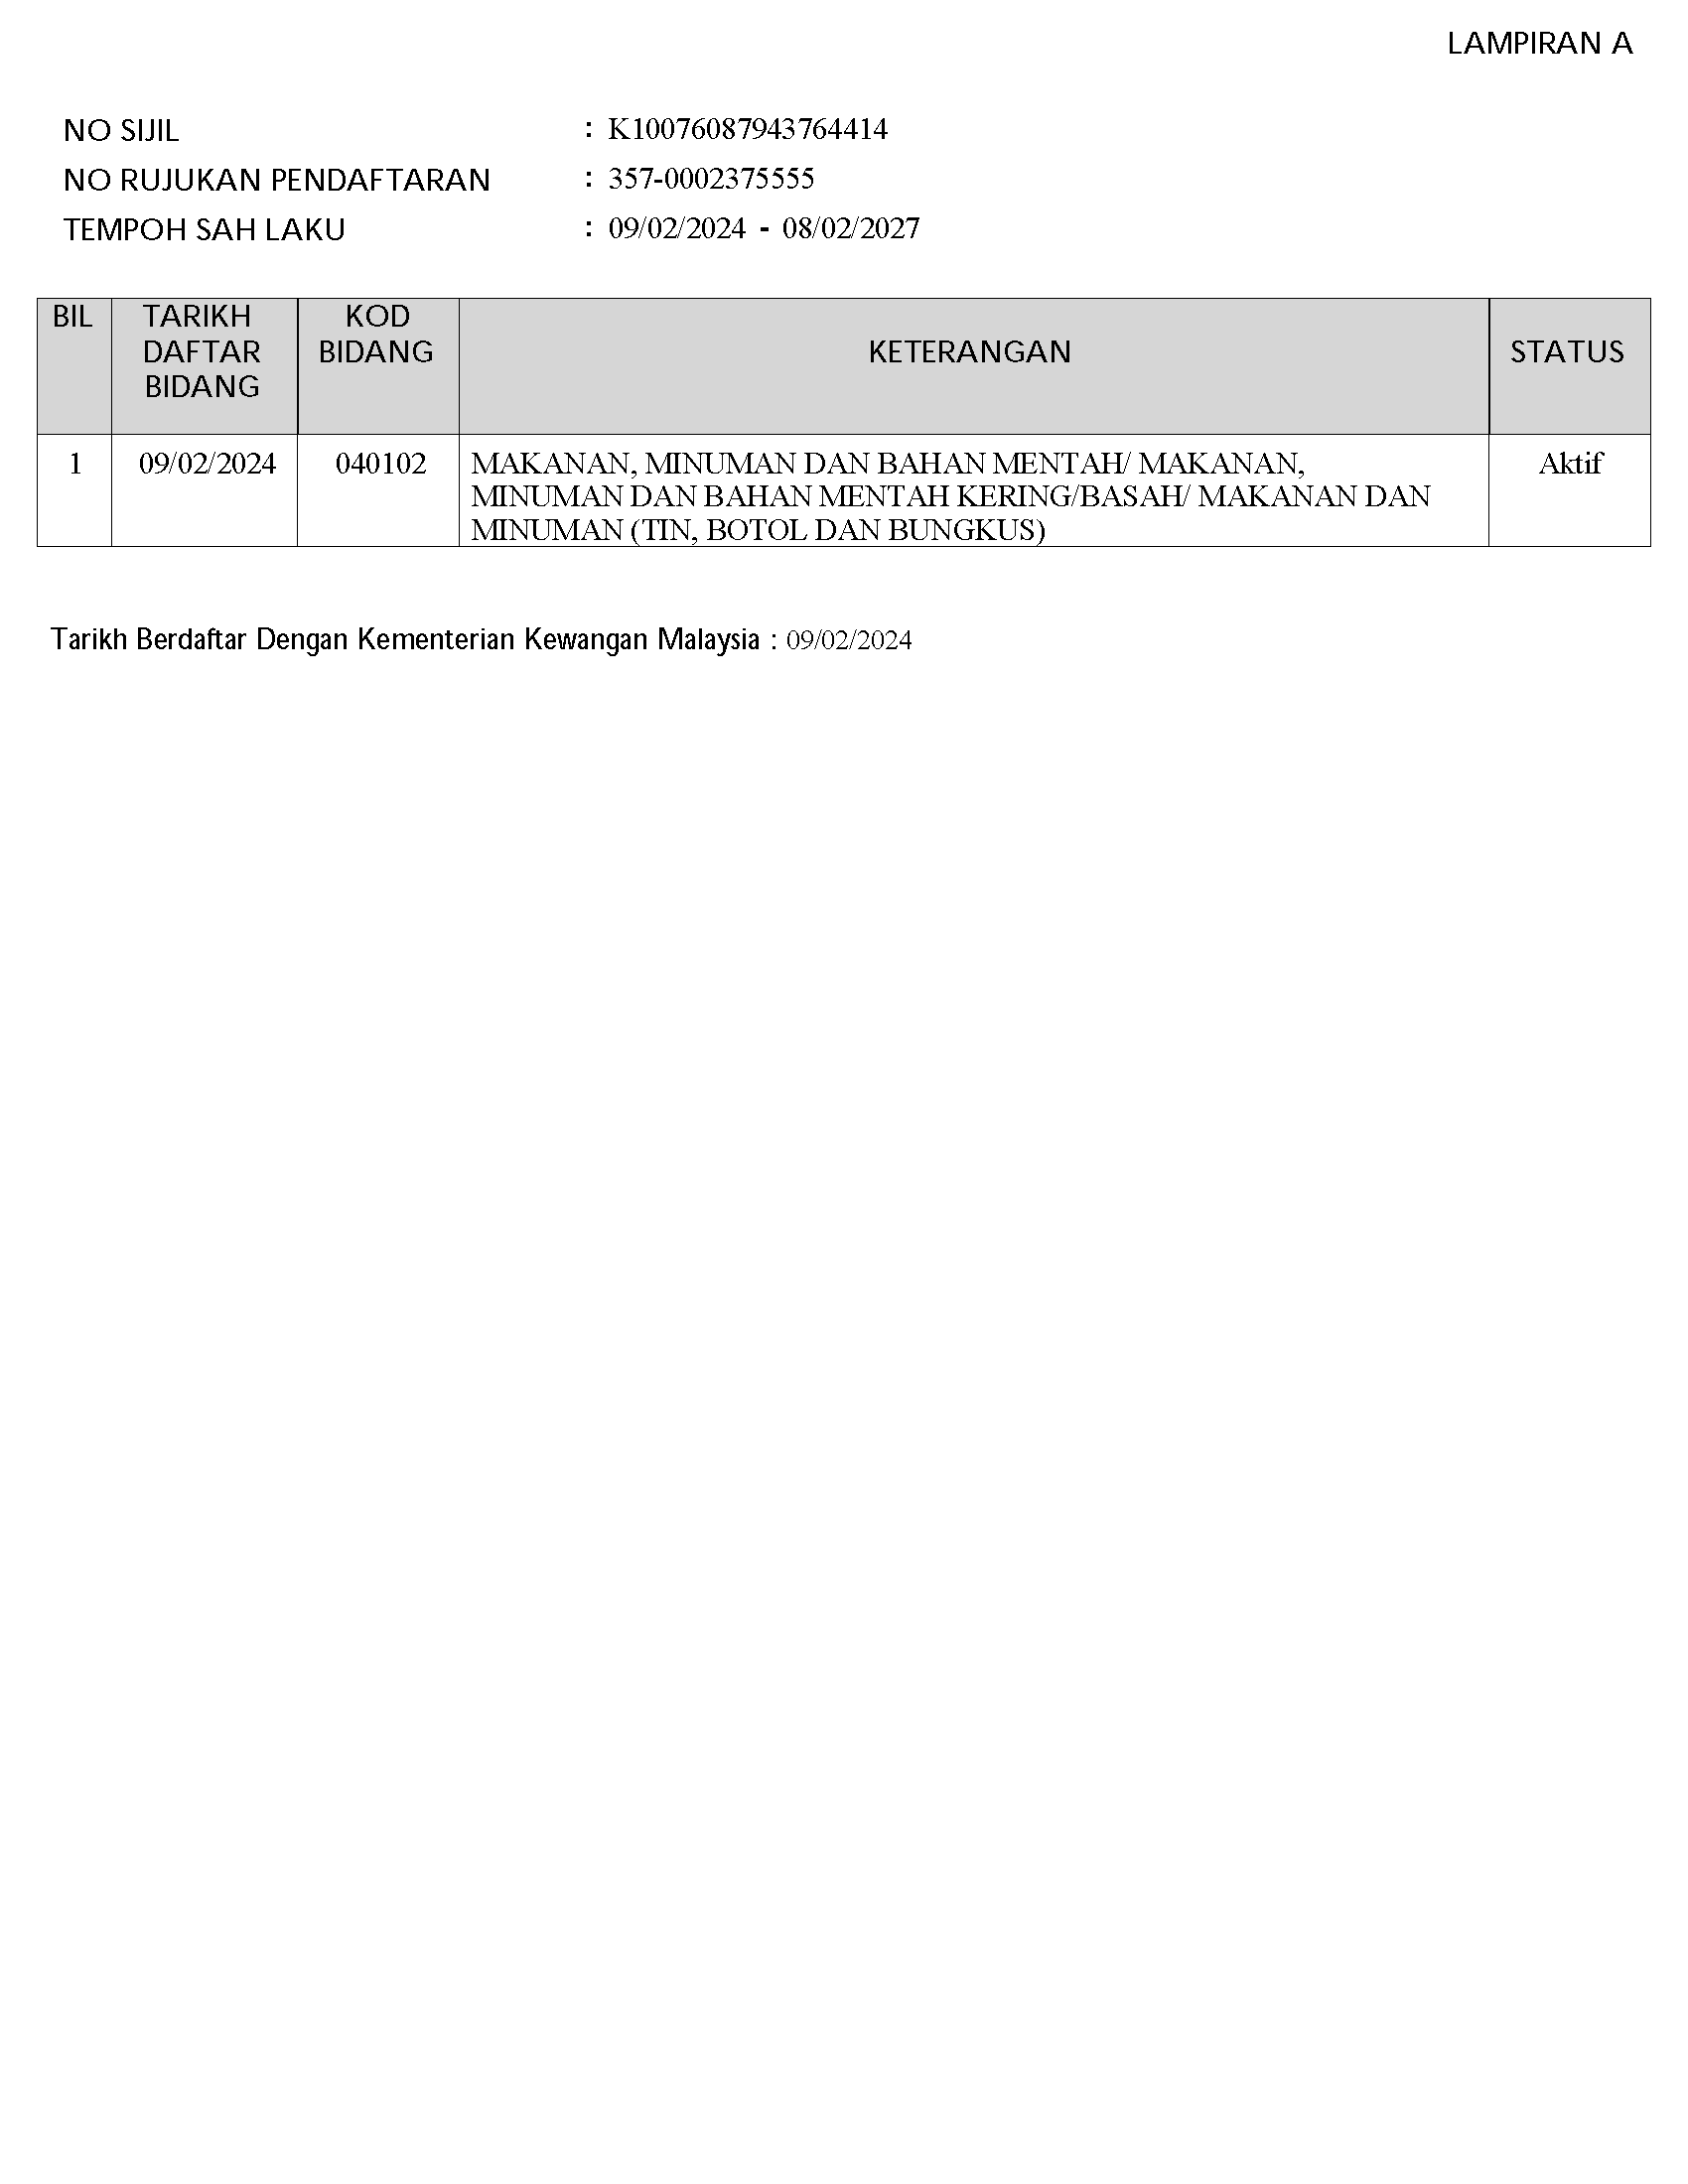 LAMPIRAN A
NO SIJIL : K10076087943764414
NO RUJUKAN PENDAFTARAN : 357-0002375555
TEMPOH SAH LAKU : 09/02/2024 - 08/02/2027
BIL TARIKH DAFTAR BIDANG KOD BIDANG KETERANGAN STATUS
1 09/02/2024 040102 MAKANAN, MINUMAN DAN BAHAN MENTAH/ MAKANAN, Aktif
MINUMAN DAN BAHAN MENTAH KERING/BASAH/ MAKANAN DAN
MINUMAN (TIN, BOTOL DAN BUNGKUS)
Tarikh Berdaftar Dengan Kementerian Kewangan Malaysia : 09/02/2024